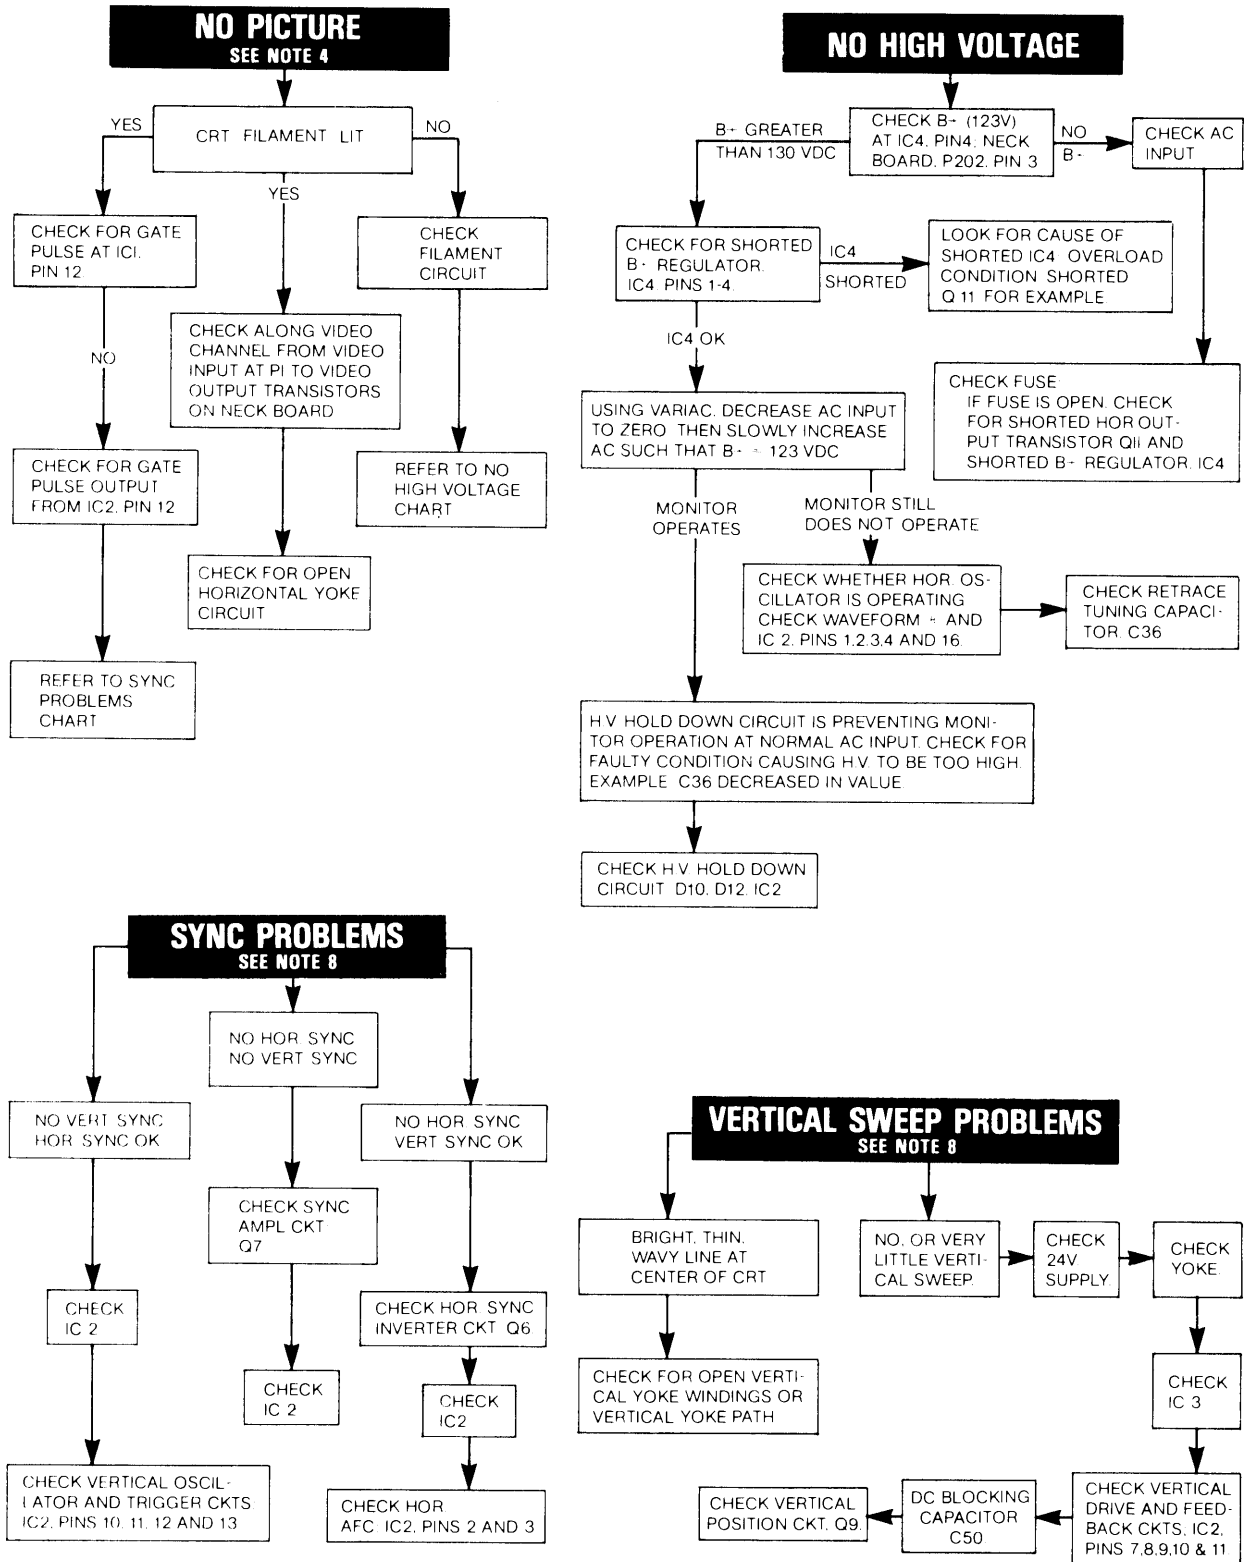 NO PICTURE
SEE NOTE 4
CRT FILAMENT LIT
YES
NO
YES
CHECK FOR GATE
PULSE AT IC1,
PIN 12
CHECK
FILAMENT
CIRCUIT
CHECK ALONG VIDEO
CHANNEL FROM VIDEO
INPUT AT P1 TO VIDEO
OUTPUT TRANSISTORS
ON NECK BOARD
NO
CHECK FOR GATE
PULSE OUTPUT
FROM IC2, PIN 12
REFER TO NO
HIGH VOLTAGE
CHART
CHECK FOR OPEN
HORIZONTAL YOKE
CIRCUIT
REFER TO SYNC
PROBLEMS
CHART
NO HIGH VOLTAGE
CHECK B+ (123V)
AT IC4, PIN4; NECK
BOARD, P202, PIN 3
B+ GREATER
THAN 130 VDC
NO
B+
CHECK AC
INPUT
CHECK FOR SHORTED
B+ REGULATOR,
IC4, PINS 1-4.
IC4
SHORTED
LOOK FOR CAUSE OF
SHORTED IC4 OVERLOAD
CONDITION SHORTED
Q 11 FOR EXAMPLE
IC4 OK
CHECK FUSE
IF FUSE IS OPEN, CHECK
FOR SHORTED HOR OUT-
PUT TRANSISTOR Q11 AND
SHORTED B+ REGULATOR, IC4
USING VARIAC, DECREASE AC INPUT
TO ZERO THEN SLOWLY INCREASE
AC SUCH THAT B+ = 123 VDC
MONITOR
OPERATES
MONITOR STILL
DOES NOT OPERATE
CHECK WHETHER HOR. OS-
CILLATOR IS OPERATING
CHECK WAVEFORM AND
IC 2, PINS 1,2,3,4 AND 16.
CHECK RETRACE
TUNING CAPACI-
TOR, C36
H.V. HOLD DOWN CIRCUIT IS PREVENTING MONI-
TOR OPERATION AT NORMAL AC INPUT. CHECK FOR
FAULTY CONDITION CAUSING H.V. TO BE TOO HIGH.
EXAMPLE C36 DECREASED IN VALUE
CHECK H.V. HOLD DOWN
CIRCUIT D10, D12, IC2
SYNC PROBLEMS
SEE NOTE 8
NO HOR. SYNC
NO VERT SYNC
NO VERT SYNC
HOR SYNC OK
NO HOR. SYNC
VERT SYNC OK
CHECK SYNC
AMPL CKT
Q7
CHECK
IC 2
CHECK HOR. SYNC
INVERTER CKT Q6
CHECK
IC 2
CHECK
IC2
CHECK VERTICAL OSCIL-
LATOR AND TRIGGER CKTS
IC2, PINS 10, 11, 12 AND 13
CHECK HOR
AFC IC2, PINS 2 AND 3
VERTICAL SWEEP PROBLEMS
SEE NOTE 8
BRIGHT, THIN,
WAVY LINE AT
CENTER OF CRT
NO, OR VERY
LITTLE VERTI-
CAL SWEEP
CHECK
24V
SUPPLY
CHECK
YOKE
CHECK FOR OPEN VERTI-
CAL YOKE WINDINGS OR
VERTICAL YOKE PATH
CHECK
IC 3
CHECK VERTICAL
DRIVE AND FEED-
BACK CKTS, IC2,
PINS 7,8,9,10 & 11
DC BLOCKING
CAPACITOR
C50
CHECK VERTICAL
POSITION CKT, Q9